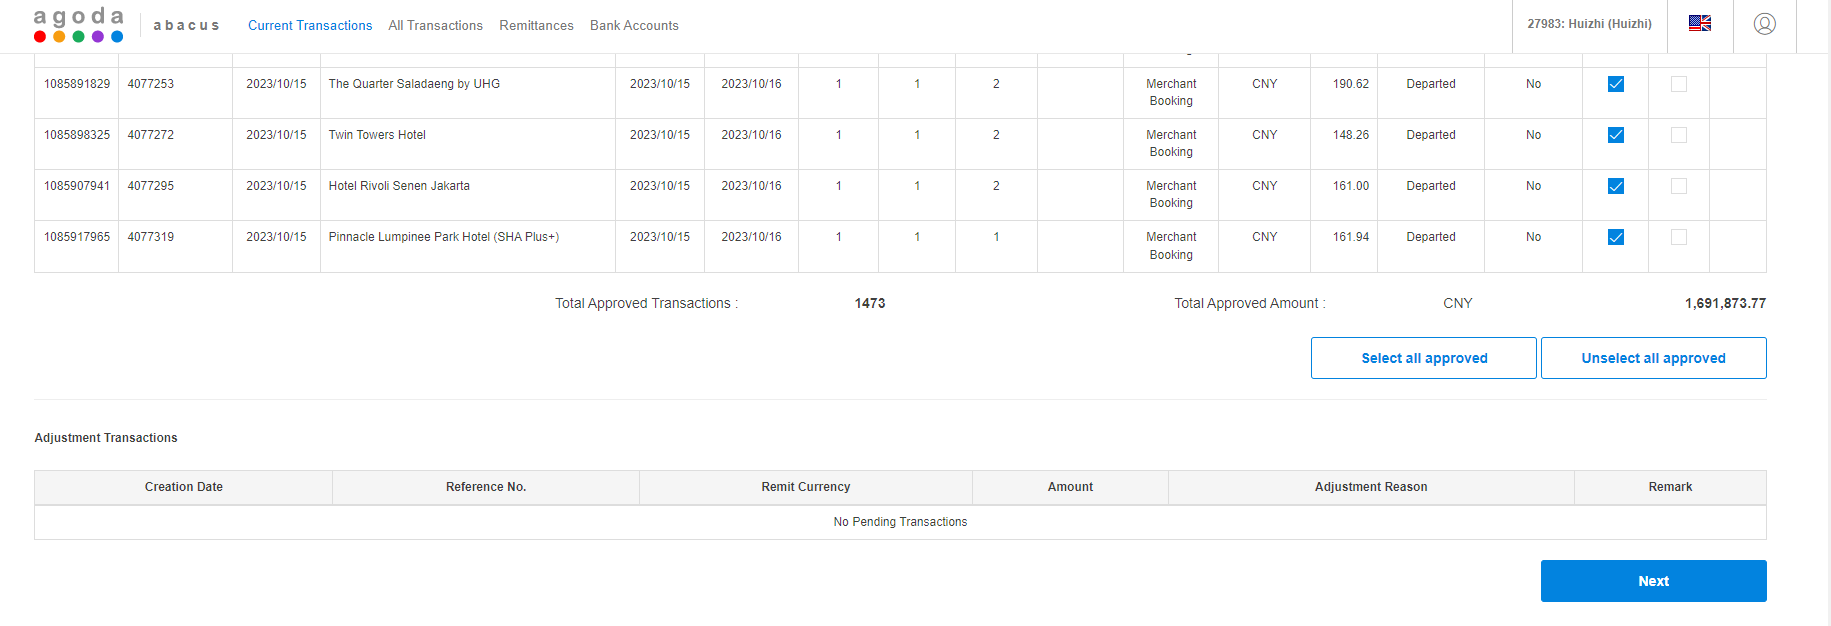 agoda
abacus
Current Transactions All Transactions Remittances Bank Accounts
27983: Huizhi (Huizhi)
1085891829 4077253 2023/10/15 The Quarter Saladaeng by UHG 2023/10/15 2023/10/16 1 1 2 Merchant Booking CNY 190.62 Departed No
1085898325 4077272 2023/10/15 Twin Towers Hotel 2023/10/15 2023/10/16 1 1 2 Merchant Booking CNY 148.26 Departed No
1085907941 4077295 2023/10/15 Hotel Rivoli Senen Jakarta 2023/10/15 2023/10/16 1 1 2 Merchant Booking CNY 161.00 Departed No
1085917965 4077319 2023/10/15 Pinnacle Lumpinee Park Hotel (SHA Plus+) 2023/10/15 2023/10/16 1 1 1 Merchant Booking CNY 161.94 Departed No
Total Approved Transactions : 1473 Total Approved Amount : CNY 1,691,873.77
Select all approved Unselect all approved
Adjustment Transactions
Creation Date Reference No. Remit Currency Amount Adjustment Reason Remark
No Pending Transactions
Next